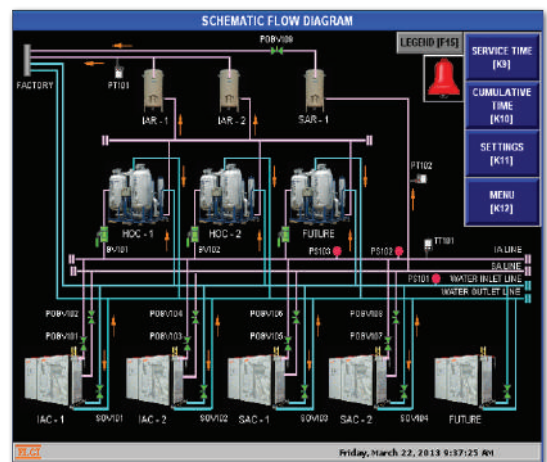 SCHEMATIC FLOW DIAGRAM
POBV109
LEGEND [F15]
SERVICE TIME
[K9]
FACTORY
PT101
CUMULATIVE
TIME
[K10]
IAR - 1
IAR - 2
SAR - 1
SETTINGS
[K11]
PT102
MENU
[K12]
HOC - 1
HOC - 2
FUTURE
BV101
BV102
PS103
PS102
TT101
IA LINE
SA LINE
PS101
WATER INLET LINE
WATER OUTLET LINE
POBV102
POBV104
POBV106
POBV108
POBV101
POBV103
POBV105
POBV107
IAC - 1
SOV101
IAC - 2
SOV102
SAC - 1
SOV103
SAC - 2
SOV104
FUTURE
Friday, March 22, 2013 9:37:25 AM